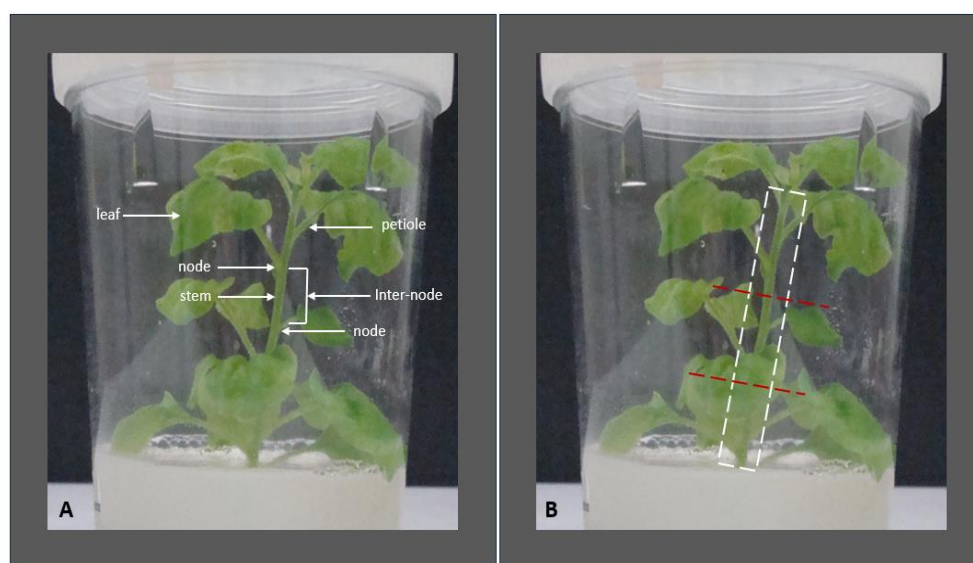 leaf
petiole
node
stem
Inter-node
node
A
B